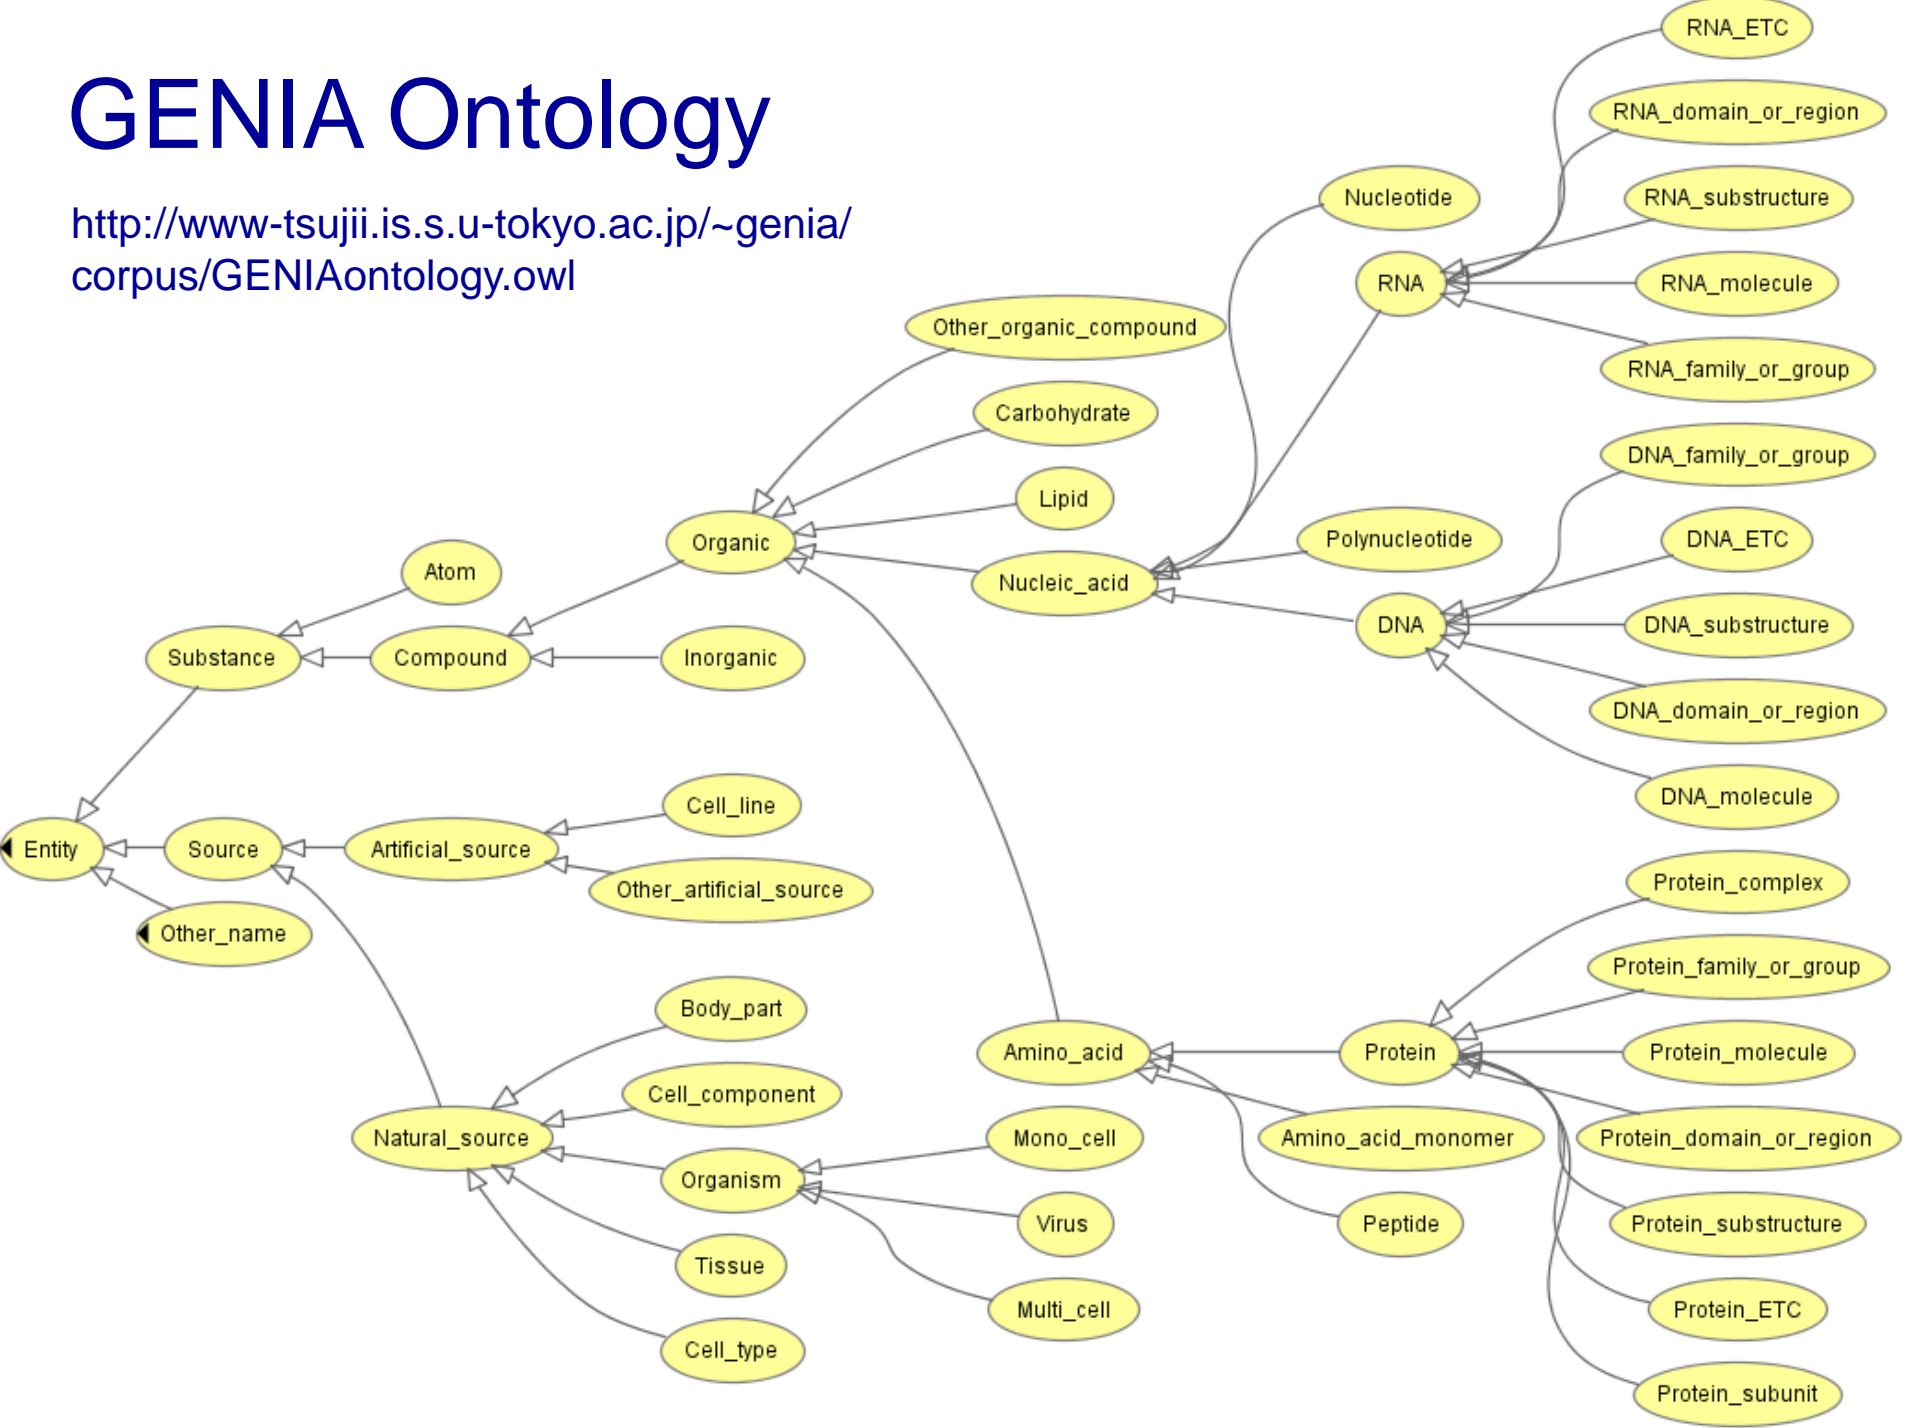 GENIA Ontology
http://www-tsujii.is.s.u-tokyo.ac.jp/~genia/
corpus/GENIAontology.owl
RNA_ETC
RNA_domain_or_region
Nucleotide
RNA_substructure
RNA
RNA_molecule
Other_organic_compound
RNA_family_or_group
Carbohydrate
DNA_family_or_group
Lipid
Organic
Polynucleotide
DNA_ETC
Atom
Nucleic_acid
DNA
DNA_substructure
Substance
Compound
Inorganic
DNA_domain_or_region
DNA_molecule
Cell_line
Entity
Source
Artificial_source
Other_artificial_source
Protein_complex
Other_name
Protein_family_or_group
Body_part
Amino_acid
Protein
Protein_molecule
Cell_component
Natural_source
Mono_cell
Amino_acid_monomer
Protein_domain_or_region
Organism
Virus
Peptide
Protein_substructure
Tissue
Multi_cell
Protein_ETC
Cell_type
Protein_subunit